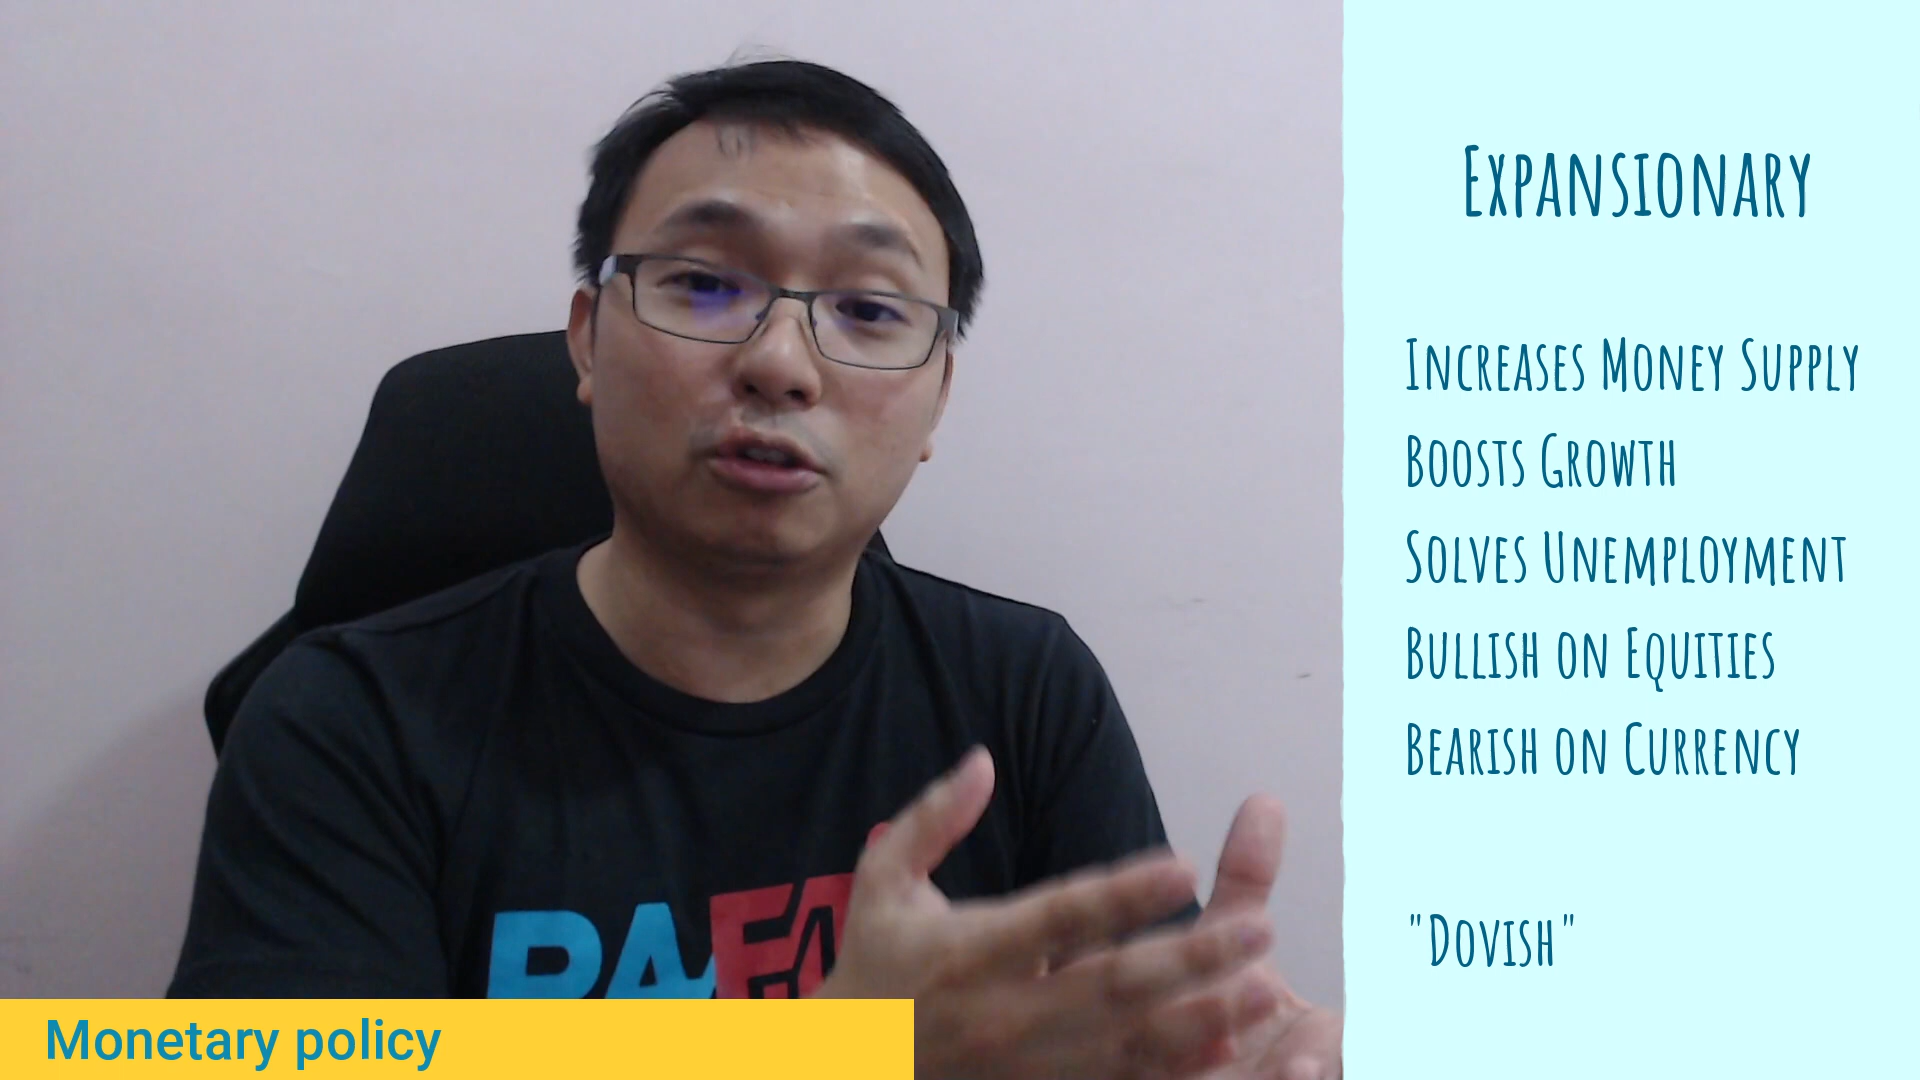 Expansionary
Increases Money Supply
Boosts Growth
Solves Unemployment
Bullish on Equities
Bearish on Currency
"Dovish"
Monetary policy